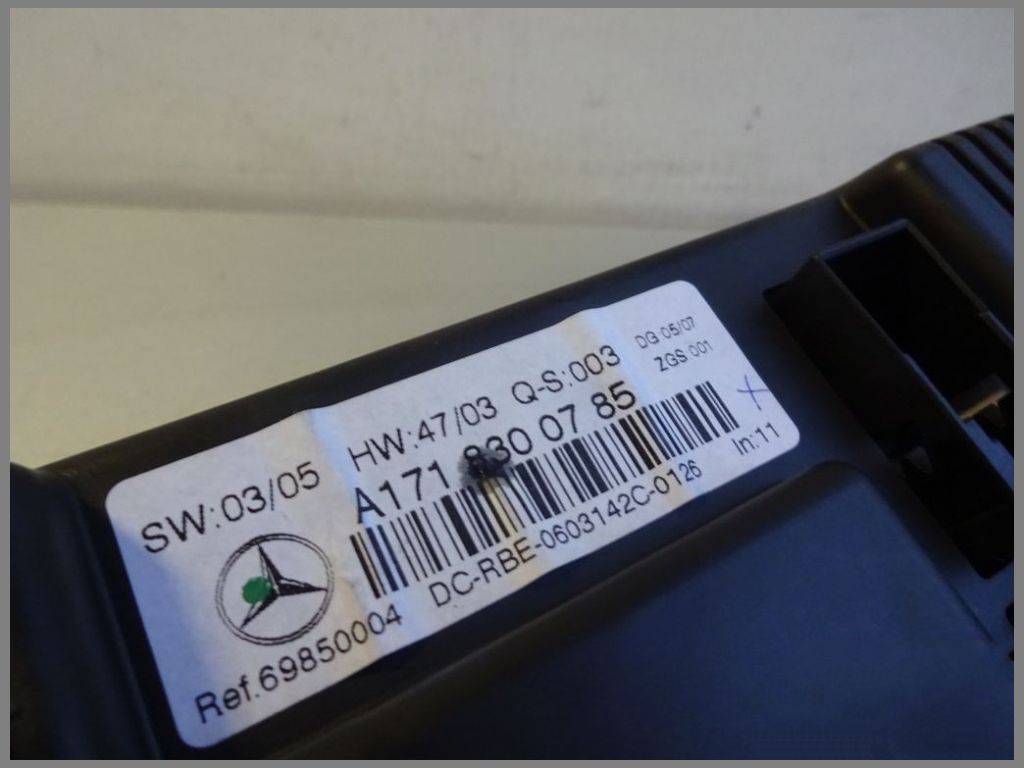 SW:03/05 HW:47/03 Q-S:003 DG 05/07
A171 830 07 85 ZGS.001
DC-RBE-0603142C-0126 In:11
Ref.69850004